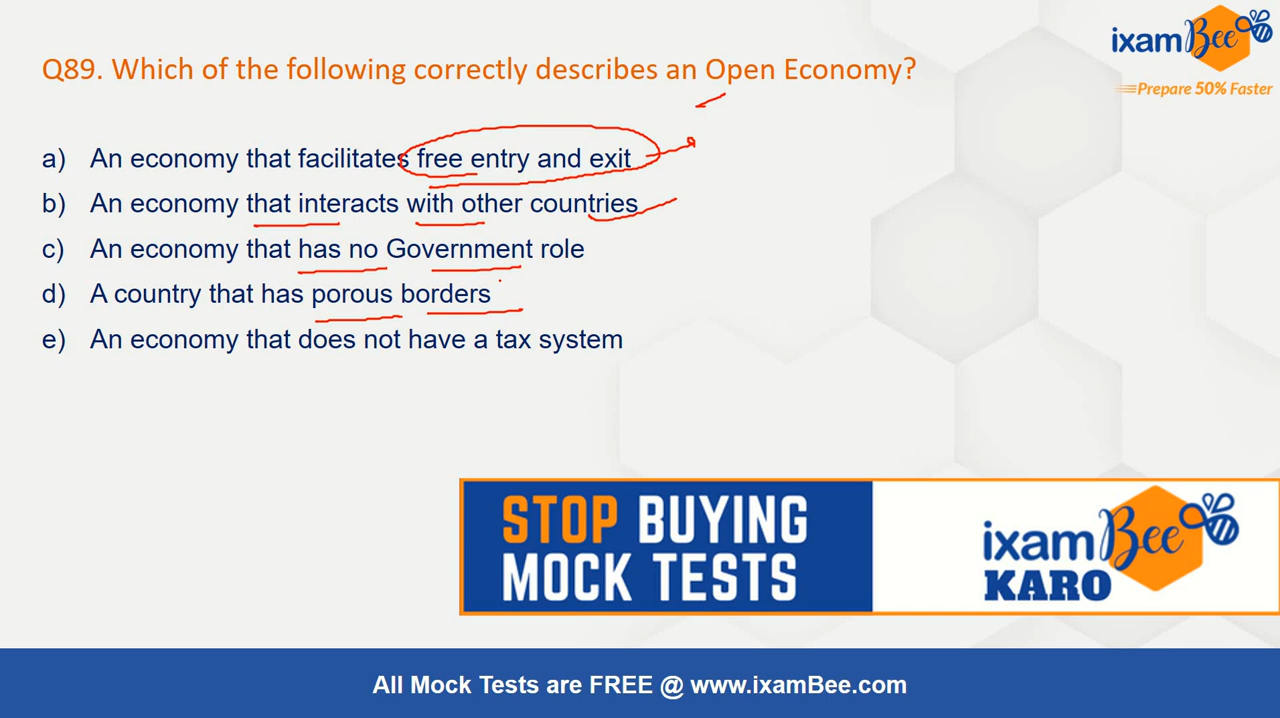 ixamBee
Prepare 50% Faster
Q89. Which of the following correctly describes an Open Economy?
a) An economy that facilitates free entry and exit
b) An economy that interacts with other countries
c) An economy that has no Government role
d) A country that has porous borders
e) An economy that does not have a tax system
STOP BUYING
MOCK TESTS
ixamBee
KARO
All Mock Tests are FREE @ www.ixamBee.com